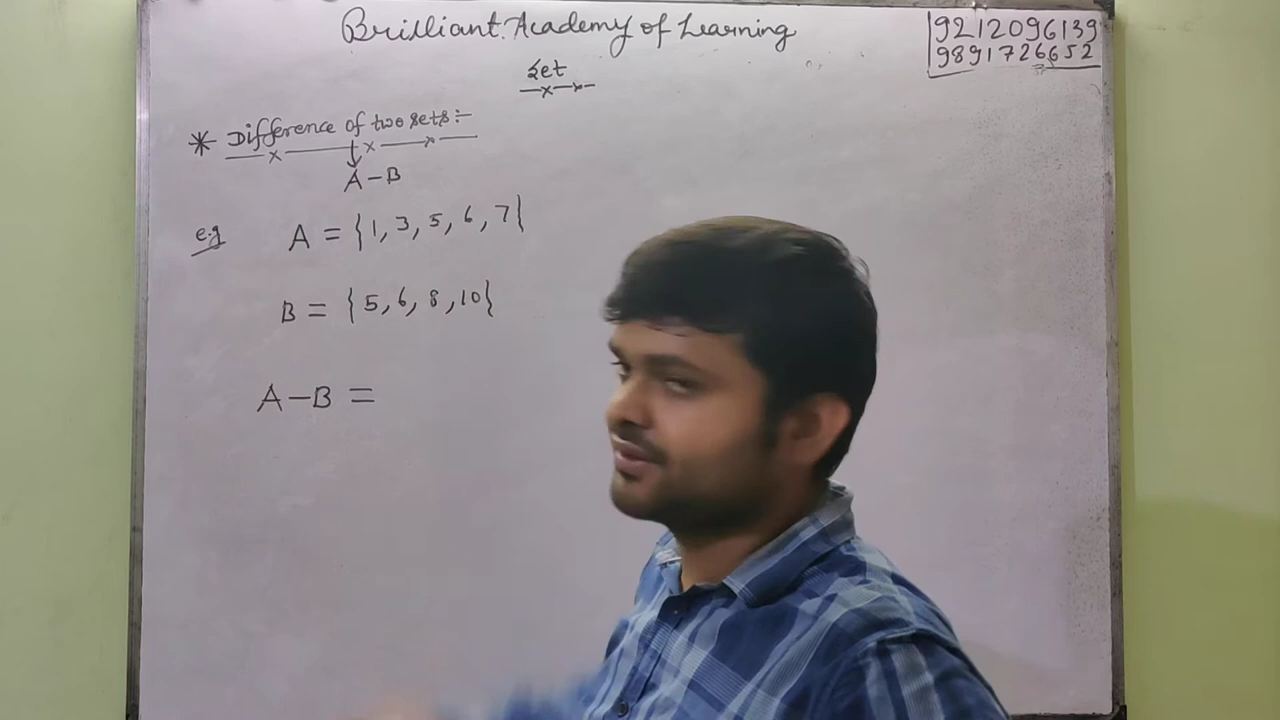 Brilliant Academy of Learning
9212096139
9891726652
Set
* Difference of two sets:-
A-B
e.g A = {1, 3, 5, 6, 7}
B = {5, 6, 8, 10}
A-B =